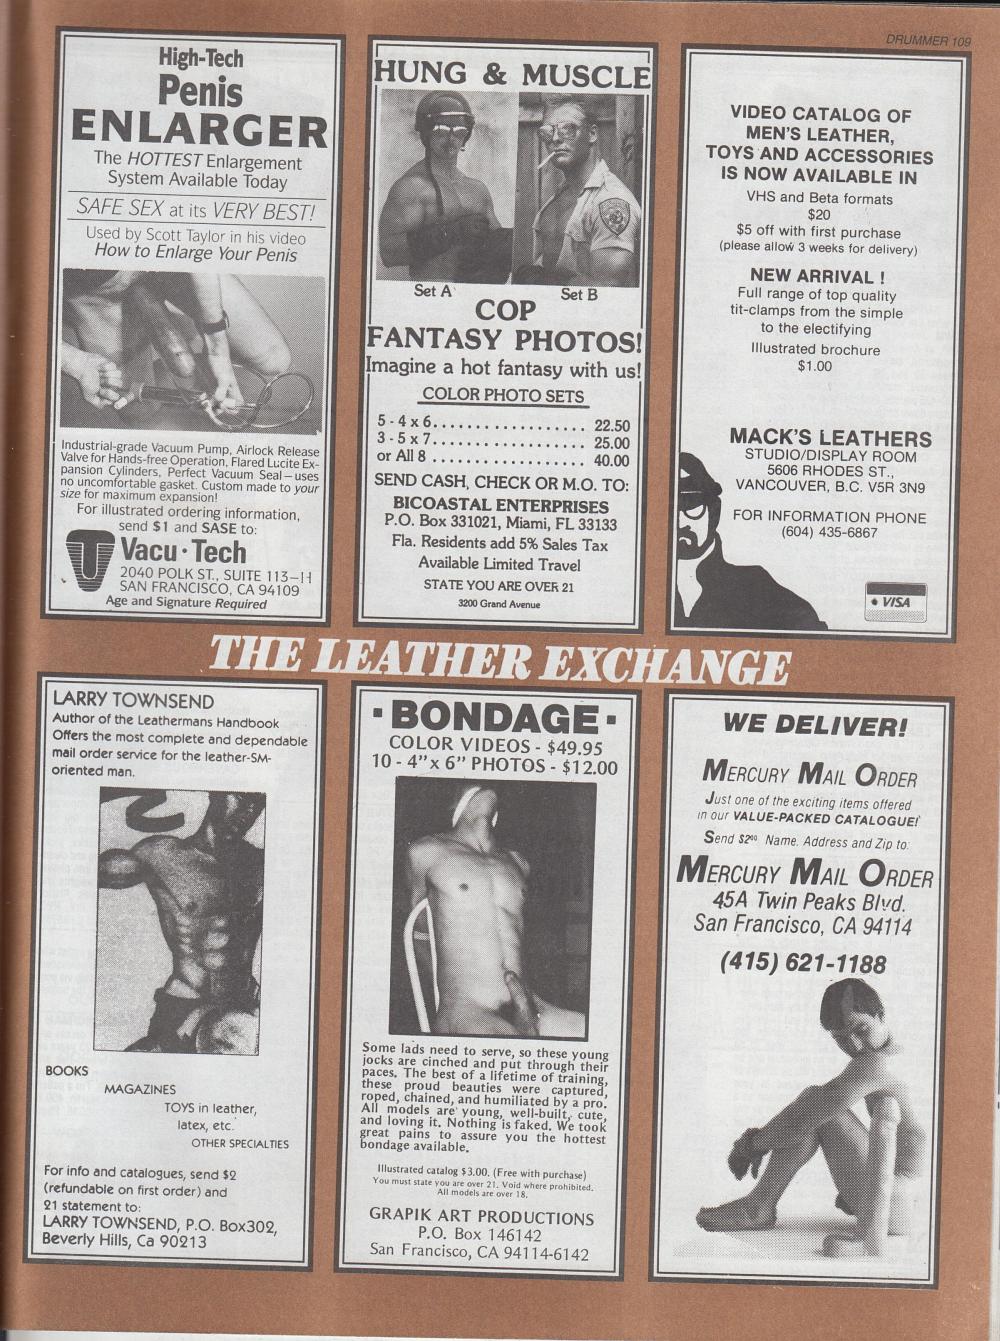 DRUMMER 109
High-Tech
Penis
ENLARGER
The HOTTEST Enlargement
System Available Today
SAFE SEX at its VERY BEST!
Used by Scott Taylor in his video
How to Enlarge Your Penis
Industrial-grade Vacuum Pump, Airlock Release
Valve for Hands-free Operation, Flared Lucite Ex-
pansion Cylinders, Perfect Vacuum Seal—uses
no uncomfortable gasket. Custom made to your
size for maximum expansion!
For illustrated ordering information,
send $1 and SASE to:
Vacu·Tech
2040 POLK ST., SUITE 113-H
SAN FRANCISCO, CA 94109
Age and Signature Required
HUNG & MUSCLE
Set A
Set B
COP
FANTASY PHOTOS!
Imagine a hot fantasy with us!
COLOR PHOTO SETS
5 - 4 x 6. . . . . . . . . . . . . . . . . 22.50
3 - 5 x 7. . . . . . . . . . . . . . . . . 25.00
or All 8 . . . . . . . . . . . . . . . . . 40.00
SEND CASH, CHECK OR M.O. TO:
BICOASTAL ENTERPRISES
P.O. Box 331021, Miami, FL 33133
Fla. Residents add 5% Sales Tax
Available Limited Travel
STATE YOU ARE OVER 21
3200 Grand Avenue
VIDEO CATALOG OF
MEN'S LEATHER,
TOYS AND ACCESSORIES
IS NOW AVAILABLE IN
VHS and Beta formats
$20
$5 off with first purchase
(please allow 3 weeks for delivery)
NEW ARRIVAL !
Full range of top quality
tit-clamps from the simple
to the electifying
Illustrated brochure
$1.00
MACK'S LEATHERS
STUDIO/DISPLAY ROOM
5606 RHODES ST.,
VANCOUVER, B.C. V5R 3N9
FOR INFORMATION PHONE
(604) 435-6867
VISA
THE LEATHER EXCHANGE
LARRY TOWNSEND
Author of the Leathermans Handbook
Offers the most complete and dependable
mail order service for the leather-SM-
oriented man.
BOOKS
MAGAZINES
TOYS in leather,
latex, etc.
OTHER SPECIALTIES
For info and catalogues, send $2
(refundable on first order) and
21 statement to:
LARRY TOWNSEND, P.O. Box302,
Beverly Hills, Ca 90213
·BONDAGE·
COLOR VIDEOS - $49.95
10 - 4"x 6" PHOTOS - $12.00
Some lads need to serve, so these young
jocks are cinched and put through their
paces. The best of a lifetime of training,
these proud beauties were captured,
roped, chained, and humiliated by a pro.
All models are young, well-built, cute,
and loving it. Nothing is faked. We took
great pains to assure you the hottest
bondage available.
Illustrated catalog $3.00. (Free with purchase)
You must state you are over 21. Void where prohibited.
All models are over 18.
GRAPIK ART PRODUCTIONS
P.O. Box 146142
San Francisco, CA 94114-6142
WE DELIVER!
MERCURY MAIL ORDER
Just one of the exciting items offered
in our VALUE-PACKED CATALOGUE!
Send $2⁰⁰ Name. Address and Zip to:
MERCURY MAIL ORDER
45A Twin Peaks Blvd.
San Francisco, CA 94114
(415) 621-1188